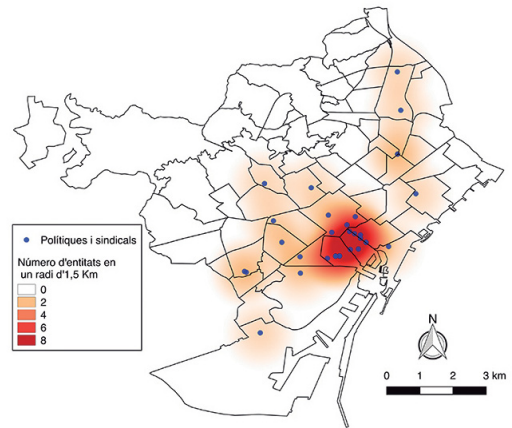 Polítiques i sindicals
Número d'entitats en
un radi d'1,5 Km
0
2
4
6
8
N
0 1 2 3 km